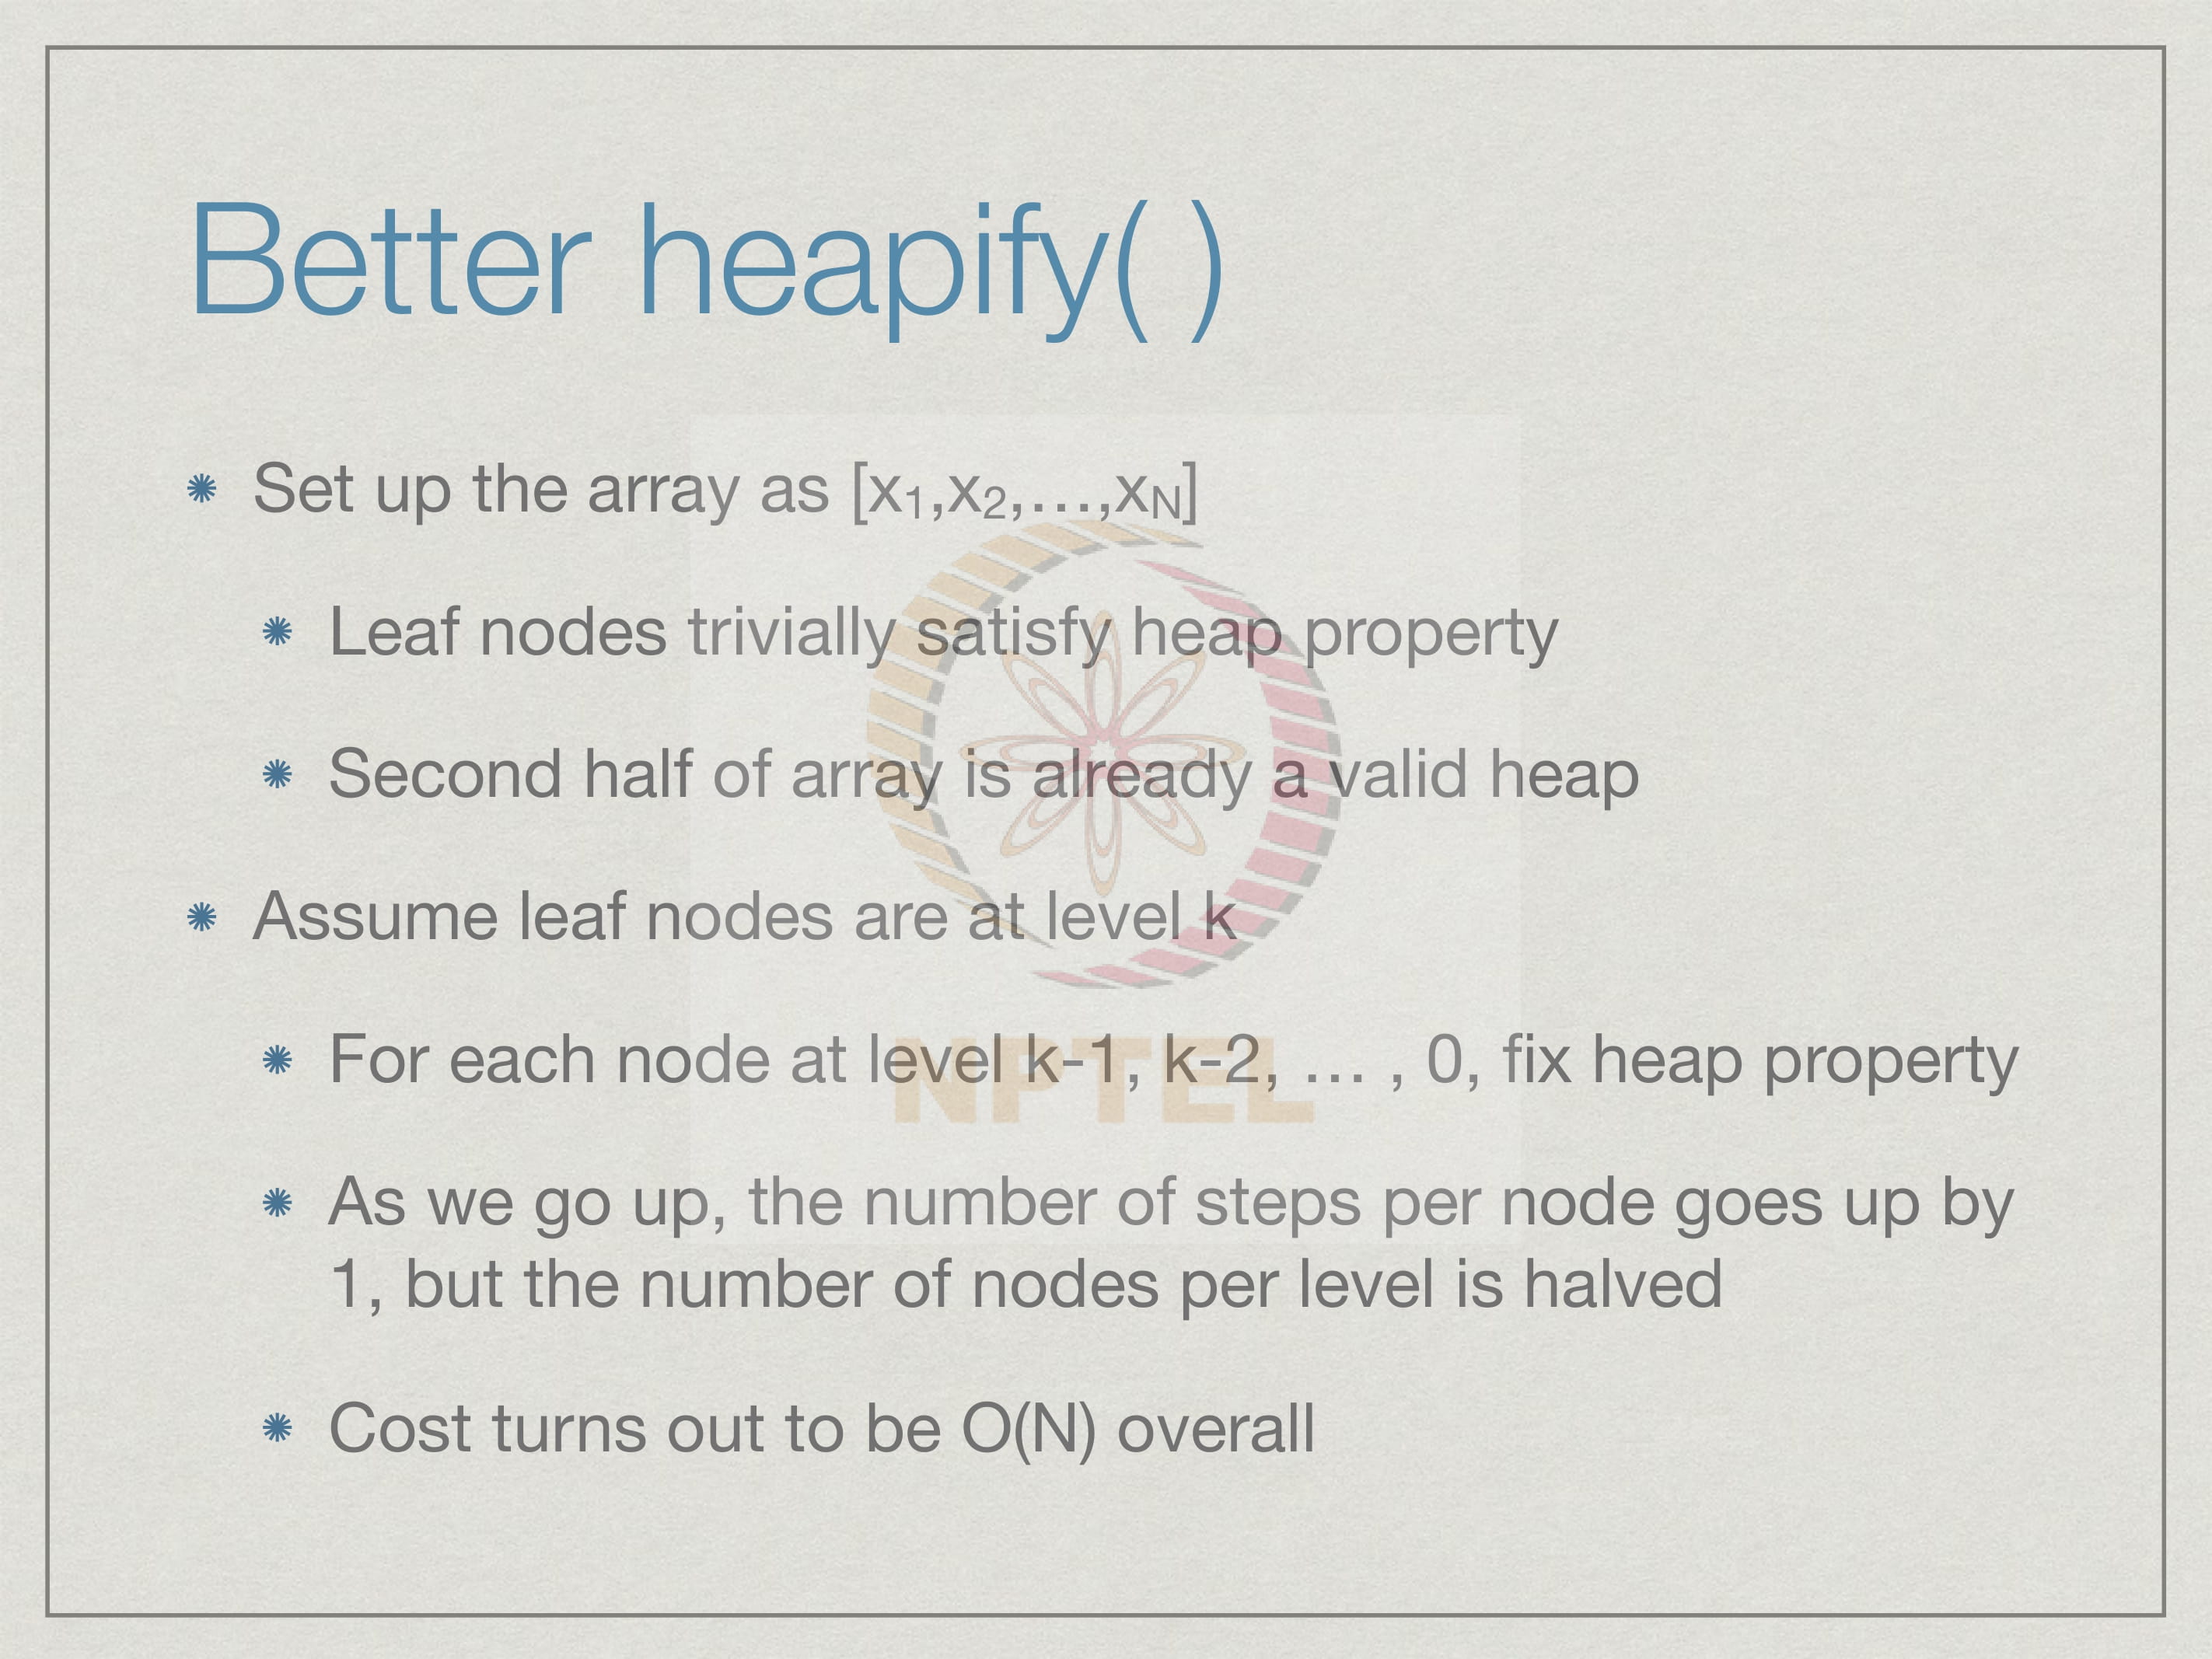 Better heapify( )
Set up the array as [x₁,x₂,…,x_N]
Leaf nodes trivially satisfy heap property
Second half of array is already a valid heap
Assume leaf nodes are at level k
For each node at level k-1, k-2, … , 0, fix heap property
As we go up, the number of steps per node goes up by
1, but the number of nodes per level is halved
Cost turns out to be O(N) overall
NPTEL